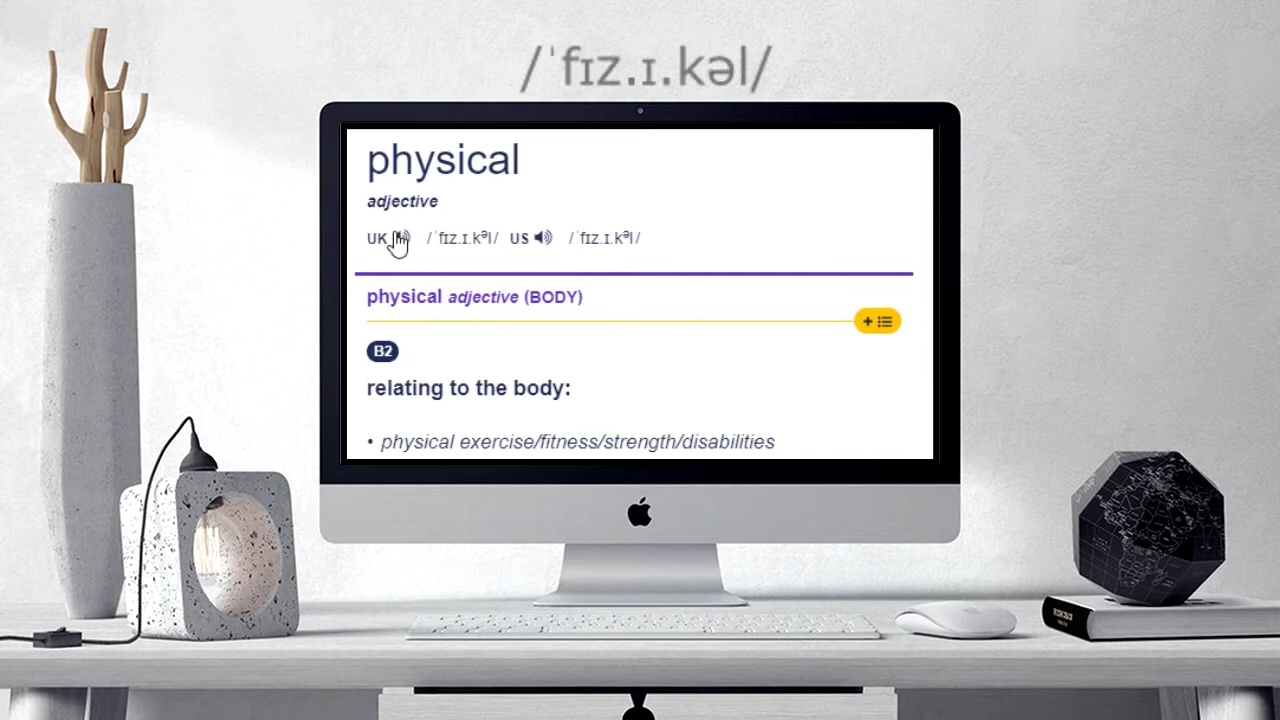 /ˈfɪz.ɪ.kəl/
physical
adjective
UK /ˈfɪz.ɪ.kəl/ US /ˈfɪz.ɪ.kəl/
physical adjective (BODY)
+
B2
relating to the body:
• physical exercise/fitness/strength/disabilities